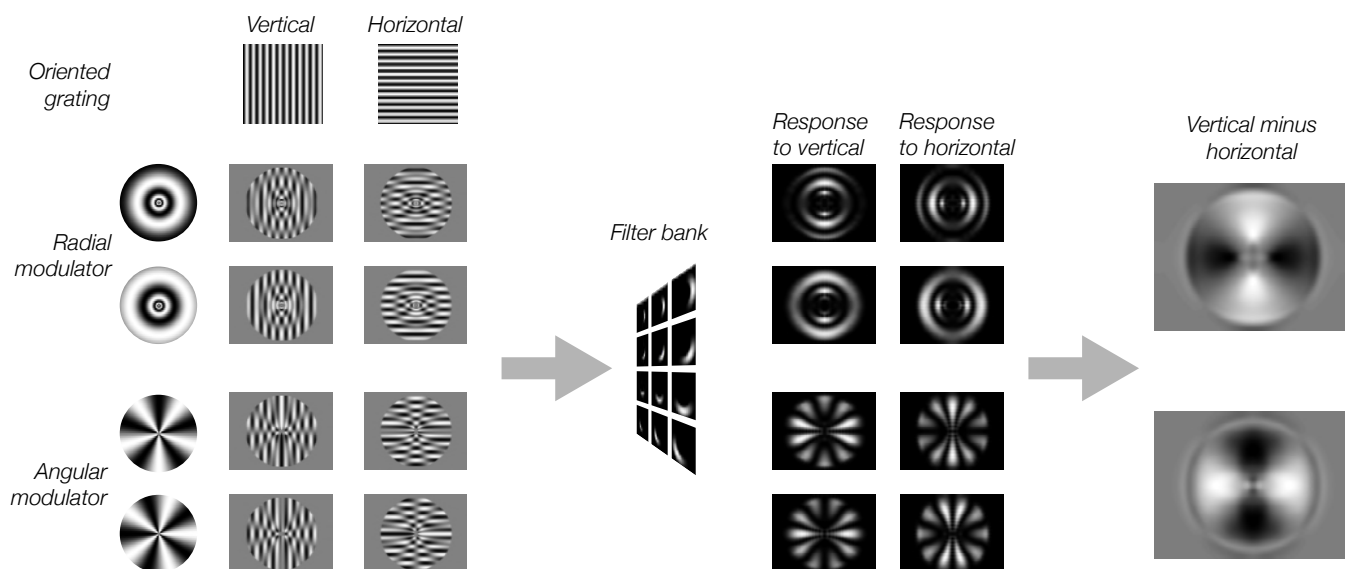 Vertical
Horizontal
Oriented
grating
Response
to vertical
Response
to horizontal
Vertical minus
horizontal
Radial
modulator
Filter bank
Angular
modulator